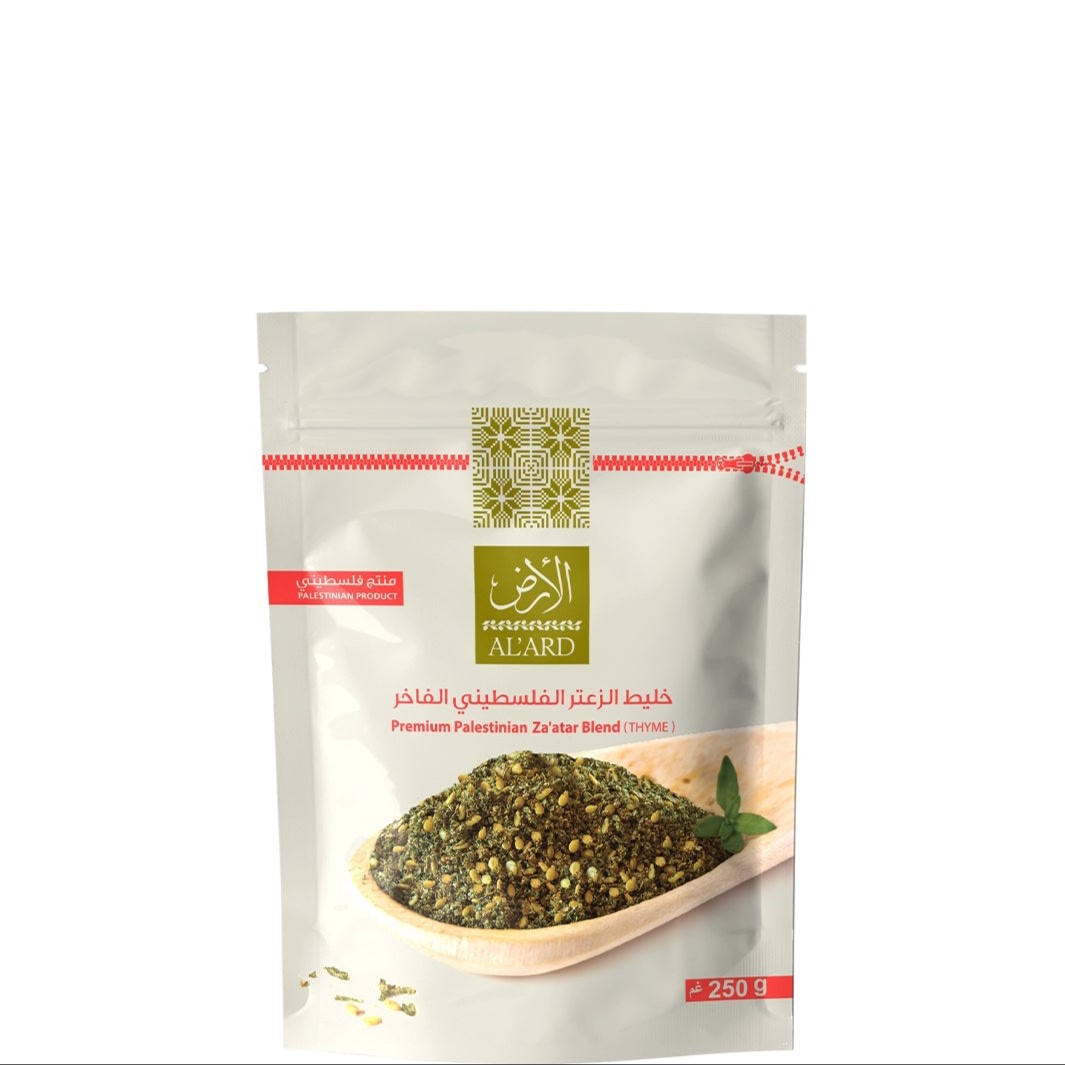 الأرض
AL'ARD
منتج فلسطيني
PALESTINIAN PRODUCT
خليط الزعتر الفلسطيني الفاخر
Premium Palestinian Za'atar Blend (THYME)
250 g غم